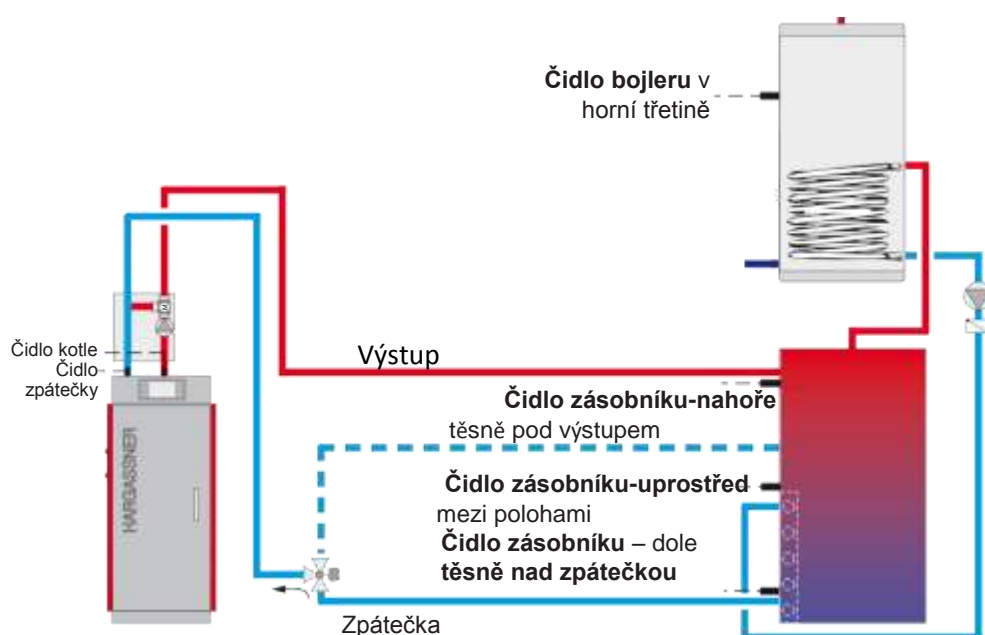 Čidlo bojleru v
horní třetině
Výstup
Čidlo kotle
Čidlo
zpátečky
Čidlo zásobníku-nahoře
těsně pod výstupem
Čidlo zásobníku-uprostřed
mezi polohami
Čidlo zásobníku – dole
těsně nad zpátečkou
HARGASSNER
Zpátečka